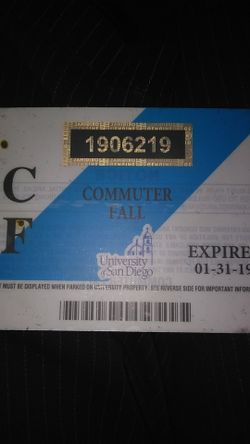 1906219
C
COMMUTER
F
FALL
University
of San Diego
EXPIRE
01-31-19
T MUST BE DISPLAYED WHEN PARKED ON UNIVERSITY PROPERTY. SEE REVERSE SIDE FOR IMPORTANT INFOR